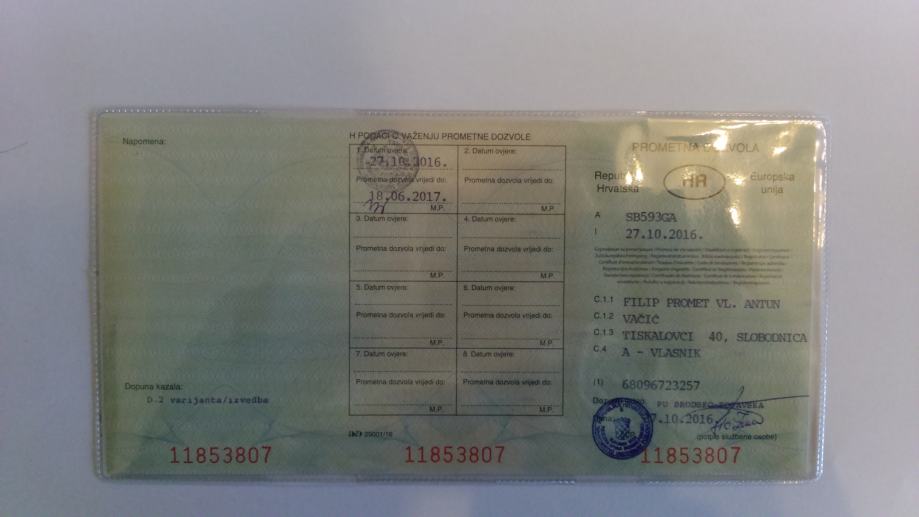 Napomena:
Dopuna kazala:
D.2 varijanta/izvedba
11853807
H PODACI O VAŽENJU PROMETNE DOZVOLE
1. Datum ovjere:
27.10.2016.
Prometna dozvola vrijedi do:
18.06.2017.
M.P.
2. Datum ovjere:
Prometna dozvola vrijedi do:
M.P.
3. Datum ovjere:
Prometna dozvola vrijedi do:
M.P.
4. Datum ovjere:
Prometna dozvola vrijedi do:
M.P.
5. Datum ovjere:
Prometna dozvola vrijedi do:
M.P.
6. Datum ovjere:
Prometna dozvola vrijedi do:
M.P.
7. Datum ovjere:
Prometna dozvola vrijedi do:
M.P.
8. Datum ovjere:
Prometna dozvola vrijedi do:
M.P.
11853807
PROMETNA DOZVOLA
Republika Hrvatska
HR
Europska unija
A SB593GA
I 27.10.2016.
C.1.1 FILIP PROMET VL. ANTUN
C.1.2 VAČIĆ
C.1.3 TISKALOVCI 40, SLOBODNICA
C.4 A - VLASNIK
(1) 68096723257
PU BRODSKO POSAVSKA
27.10.2016.
(potpis službene osobe)
11853807